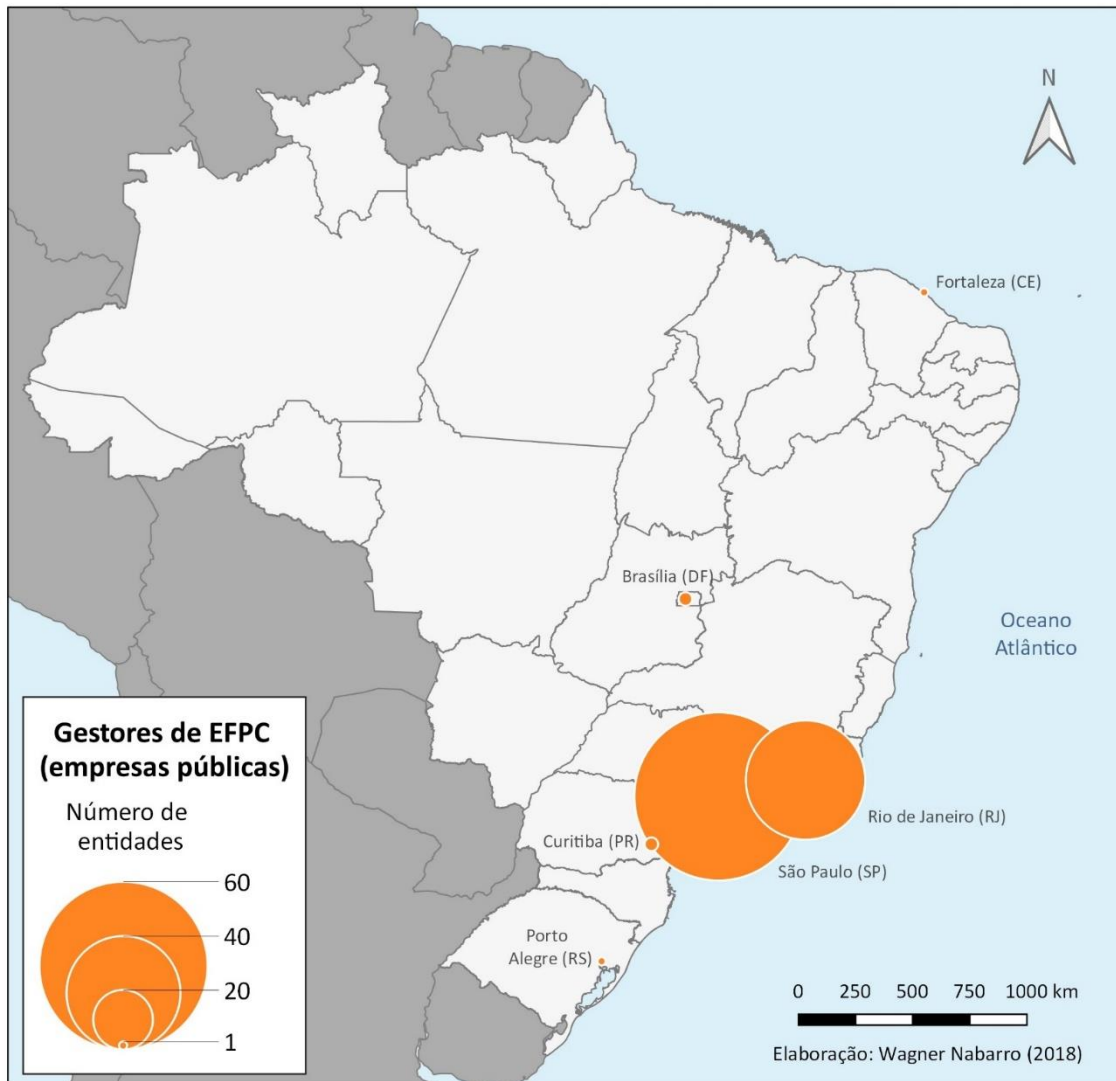 N
Fortaleza (CE)
Brasília (DF)
Oceano
Atlântico
Rio de Janeiro (RJ)
Curitiba (PR)
São Paulo (SP)
Porto
Alegre (RS)
Gestores de EFPC
(empresas públicas)
Número de
entidades
60
40
20
1
0 250 500 750 1000 km
Elaboração: Wagner Nabarro (2018)